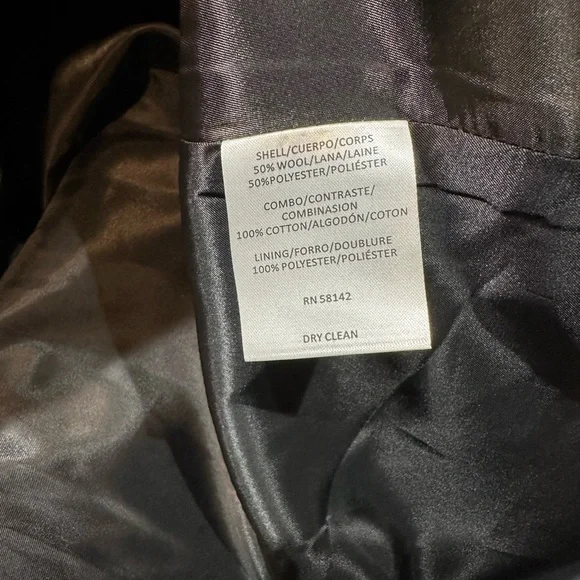 SHELL/CUERPO/CORPS
50% WOOL/LANA/LAINE
50%POLYESTER/POLIÉSTER
COMBO/CONTRASTE/
COMBINASION
100% COTTON/ALGODÓN/COTON
LINING/FORRO/DOUBLURE
100% POLYESTER/POLIÉSTER
RN 58142
DRY CLEAN